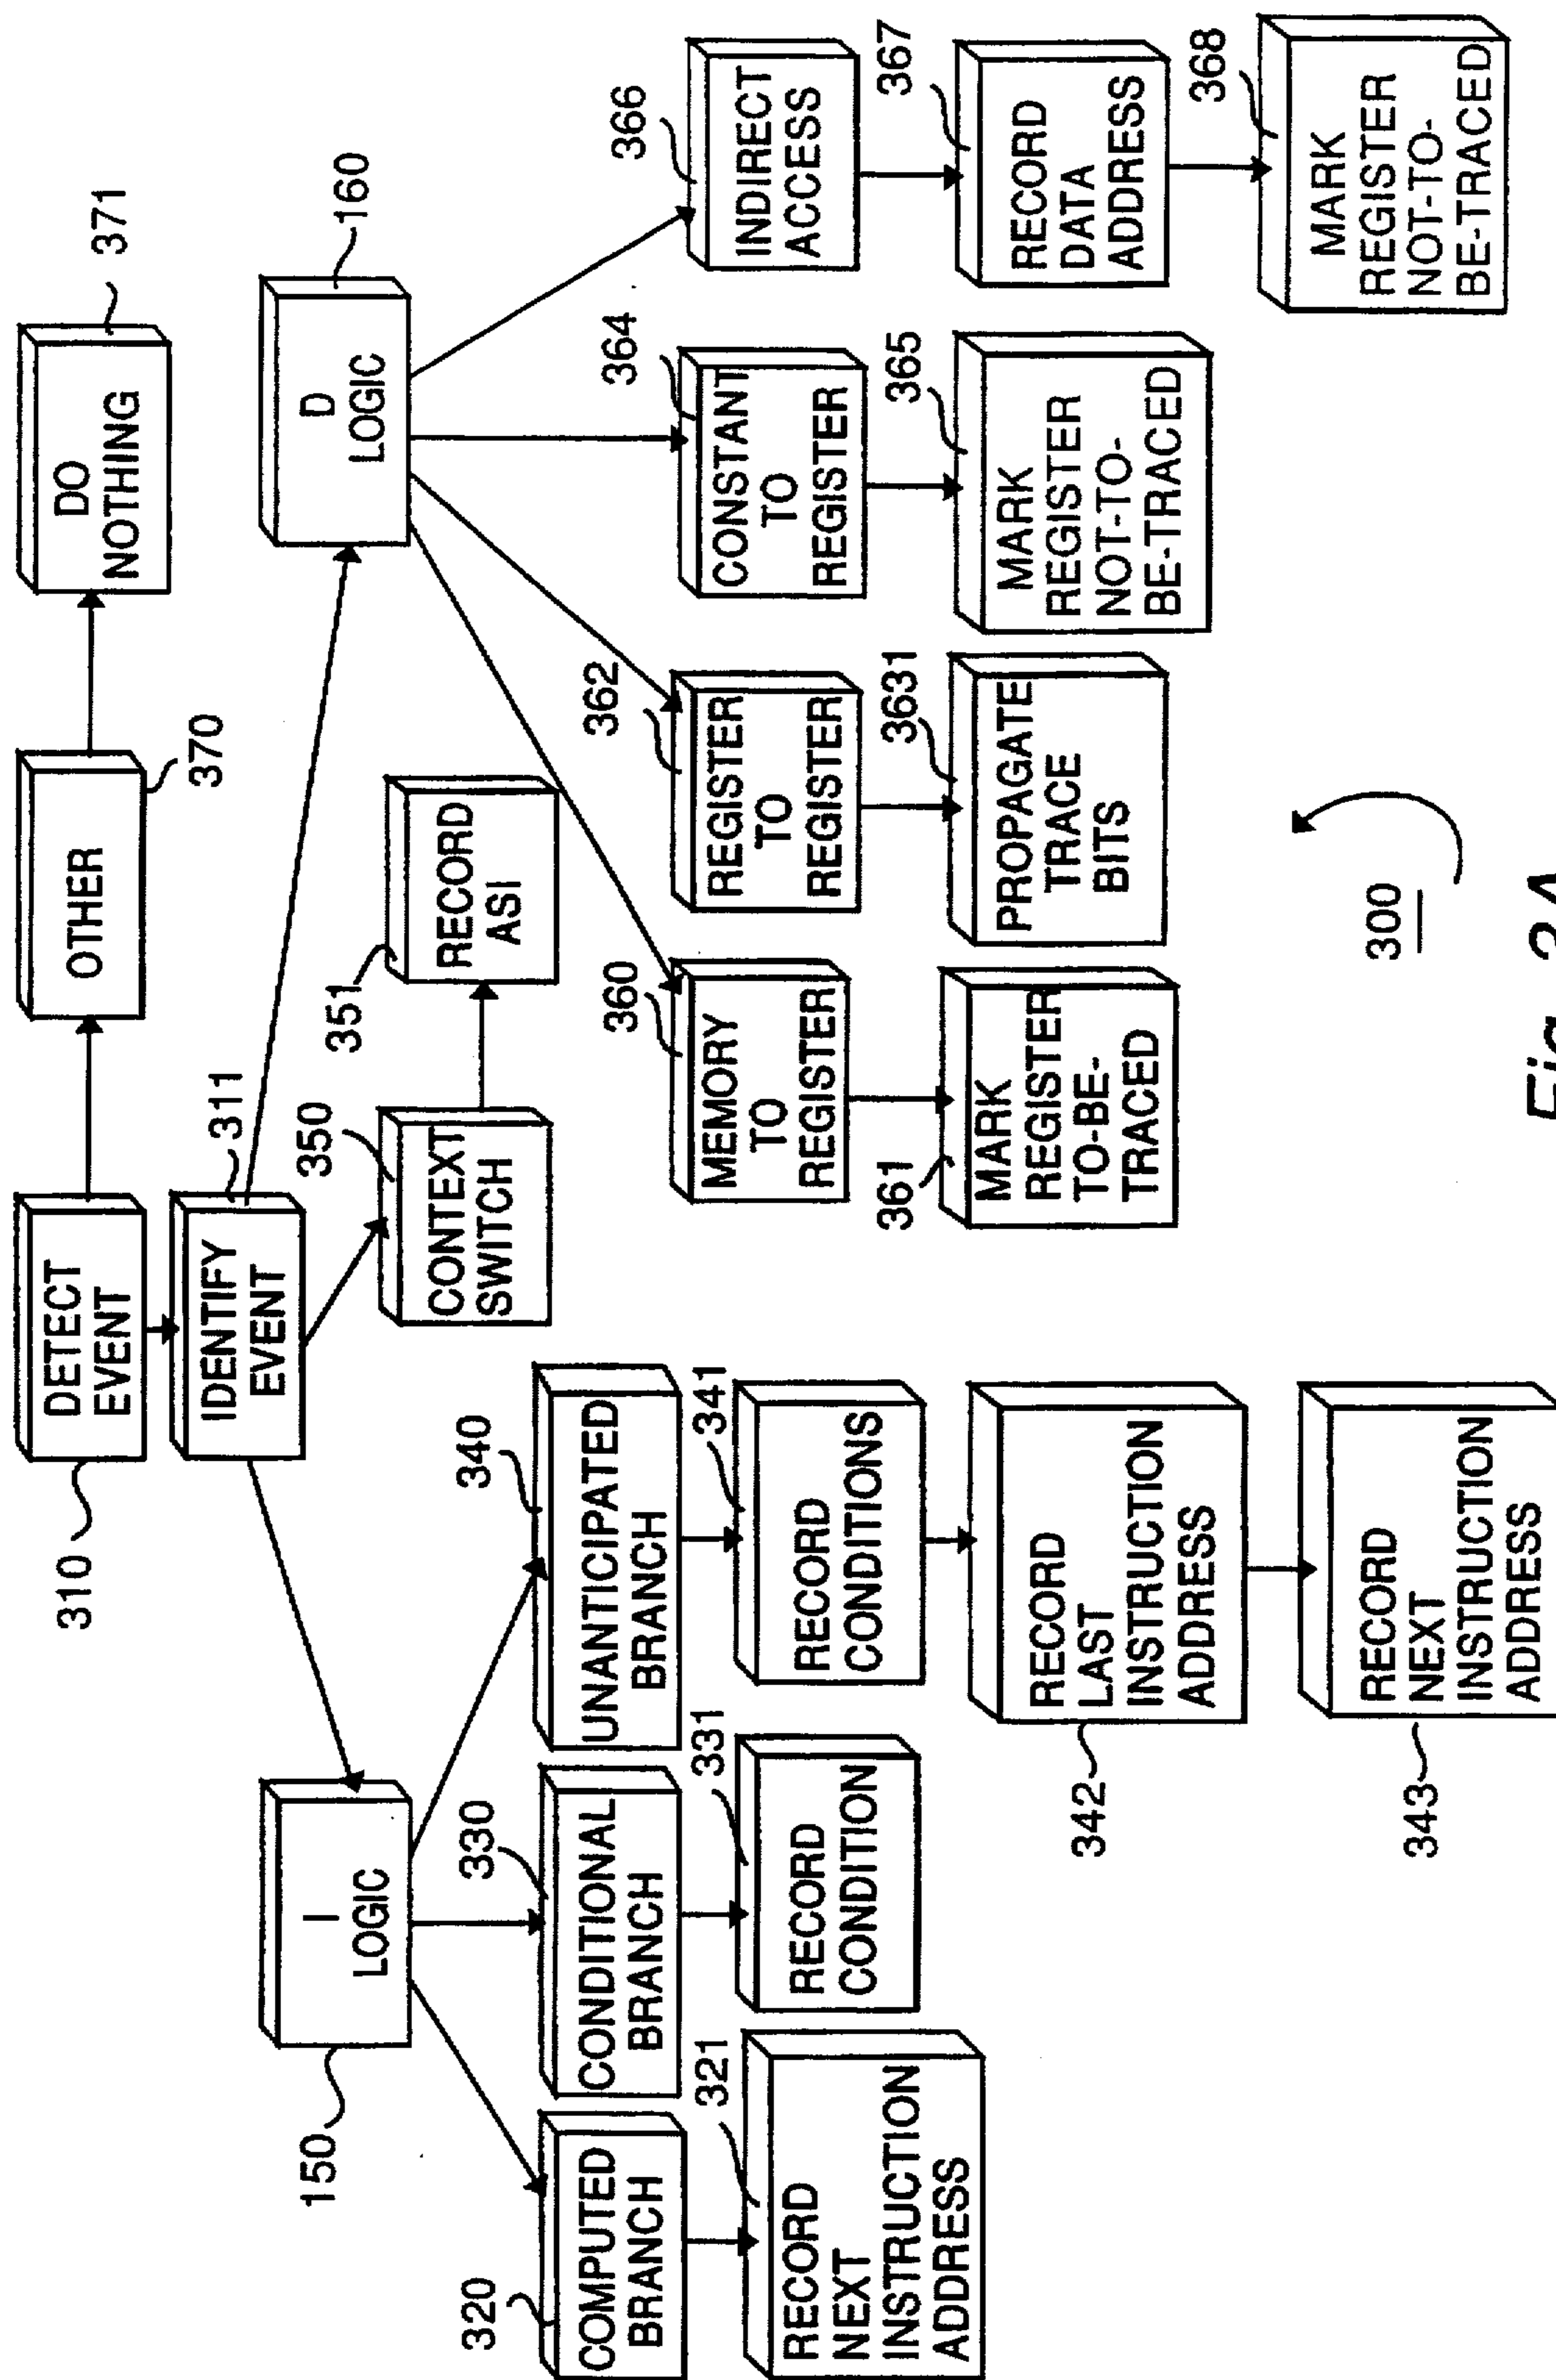 310
DETECT
EVENT
OTHER
370
DO
NOTHING
371
IDENTIFY
EVENT
311
150
I
LOGIC
350
CONTEXT
SWITCH
351
RECORD
ASI
D
LOGIC
160
320
COMPUTED
BRANCH
330
CONDITIONAL
BRANCH
340
UNANTICIPATED
BRANCH
360
MEMORY
TO
REGISTER
362
REGISTER
TO
REGISTER
364
CONSTANT
TO
REGISTER
366
INDIRECT
ACCESS
321
RECORD
NEXT
INSTRUCTION
ADDRESS
331
RECORD
CONDITION
341
RECORD
CONDITIONS
361
MARK
REGISTER
TO-BE-
TRACED
3631
PROPAGATE
TRACE
BITS
365
MARK
REGISTER
NOT-TO-
BE-TRACED
367
RECORD
DATA
ADDRESS
342
RECORD
LAST
INSTRUCTION
ADDRESS
368
MARK
REGISTER
NOT-TO-
BE-TRACED
343
RECORD
NEXT
INSTRUCTION
ADDRESS
300
Fig. 3A